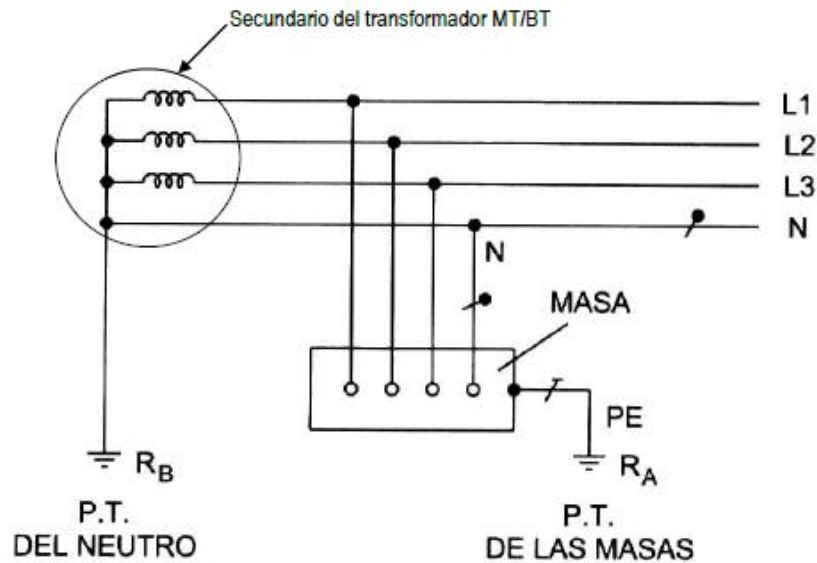 Secundario del transformador MT/BT
L1
L2
L3
N
N
MASA
PE
R_B
R_A
P.T.
DEL NEUTRO
P.T.
DE LAS MASAS